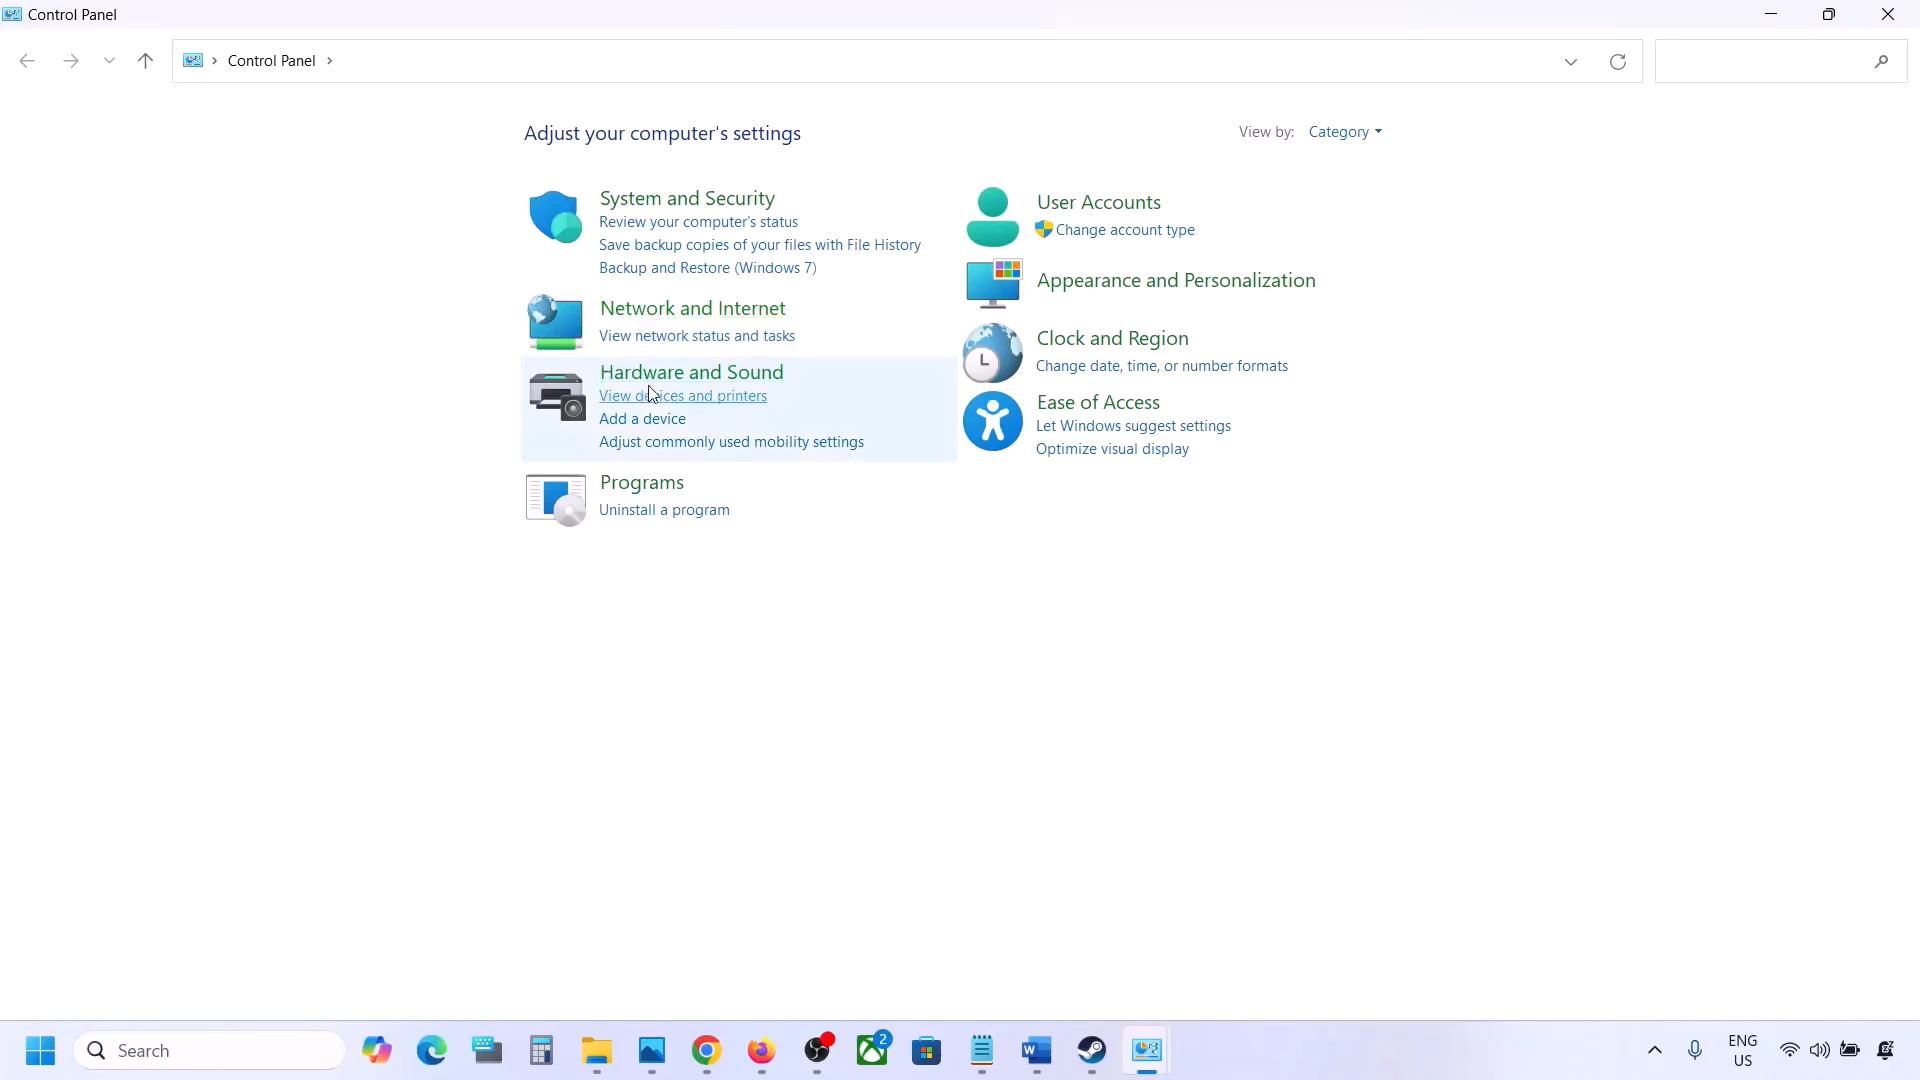 Control Panel
Control Panel
Adjust your computer's settings
View by: Category
System and Security
Review your computer's status
Save backup copies of your files with File History
Backup and Restore (Windows 7)
Network and Internet
View network status and tasks
Hardware and Sound
View devices and printers
Add a device
Adjust commonly used mobility settings
Programs
Uninstall a program
User Accounts
Change account type
Appearance and Personalization
Clock and Region
Change date, time, or number formats
Ease of Access
Let Windows suggest settings
Optimize visual display
Search
2
ENG
US